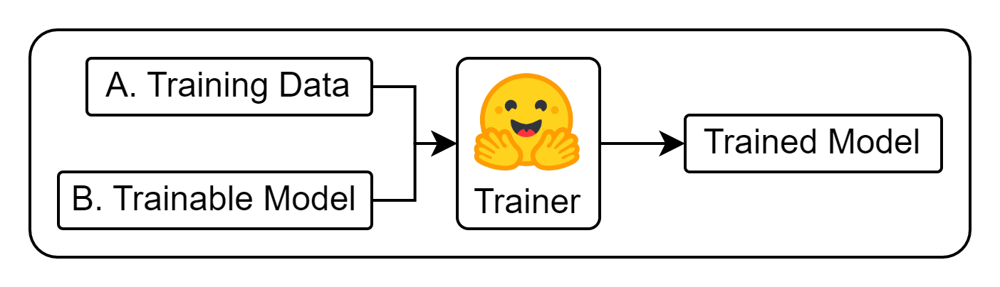 A. Training Data
B. Trainable Model
Trainer
Trained Model